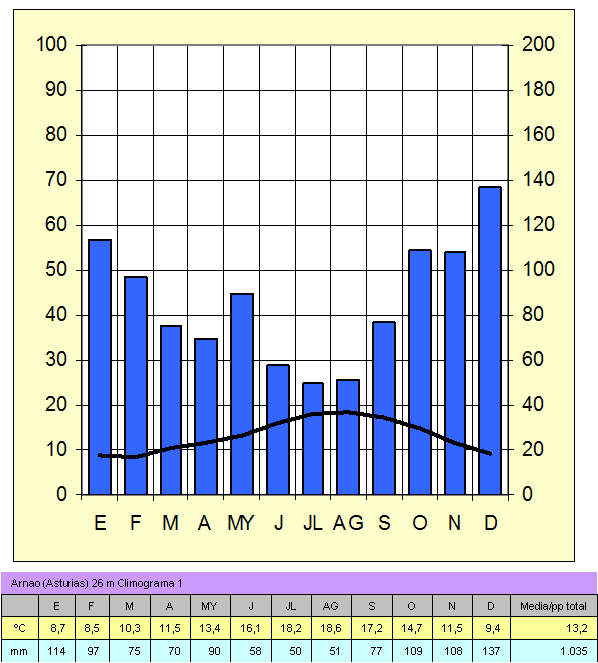 100 200
90 180
80 160
70 140
60 120
50 100
40 80
30 60
20 40
10 20
0 0
E F M A MY J JL AG S O N D
Arnao (Asturias) 26 m Climograma 1
E F M A MY J JL AG S O N D Media/pp total
°C 8,7 8,5 10,3 11,5 13,4 16,1 18,2 18,6 17,2 14,7 11,5 9,4 13,2
mm 114 97 75 70 90 58 50 51 77 109 108 137 1.035